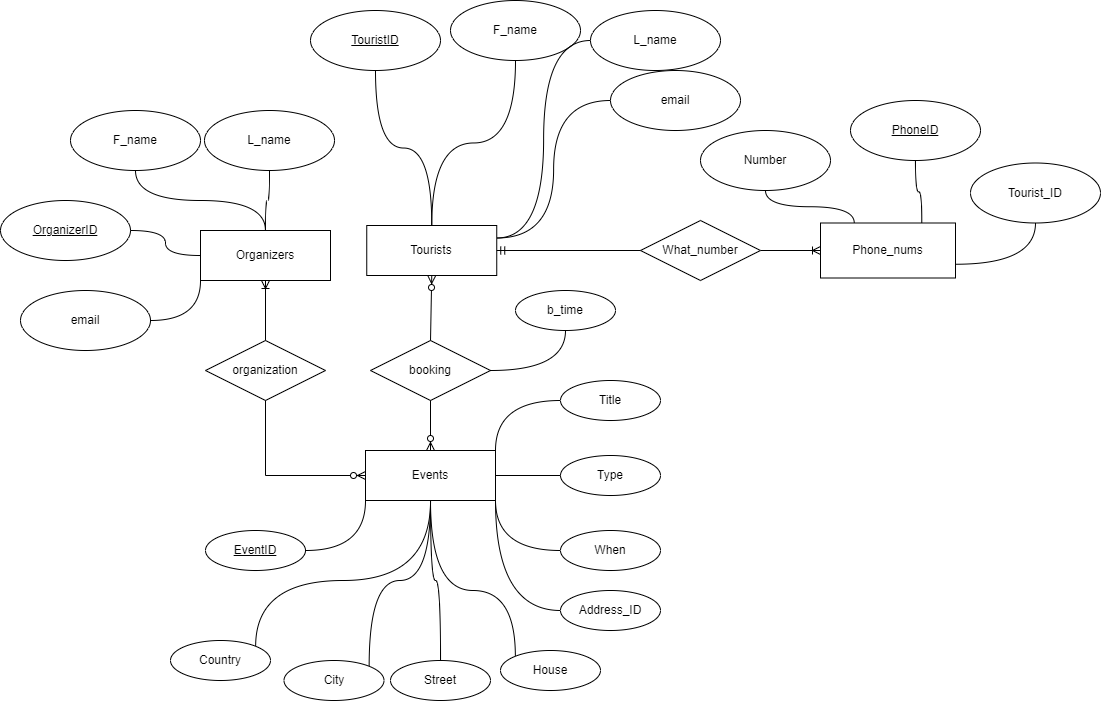 TouristID
F_name
L_name
email
F_name
L_name
PhoneID
Number
Tourist_ID
OrganizerID
Organizers
Tourists
What_number
Phone_nums
email
b_time
organization
booking
Title
Events
Type
EventID
When
Address_ID
Country
City
Street
House